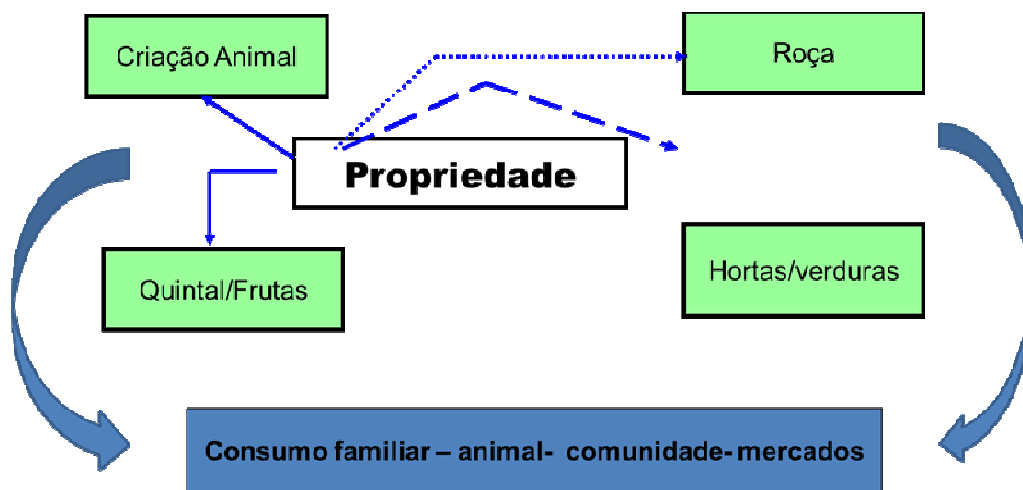 Criação Animal
Roça
Propriedade
Quintal/Frutas
Hortas/verduras
Consumo familiar – animal- comunidade- mercados